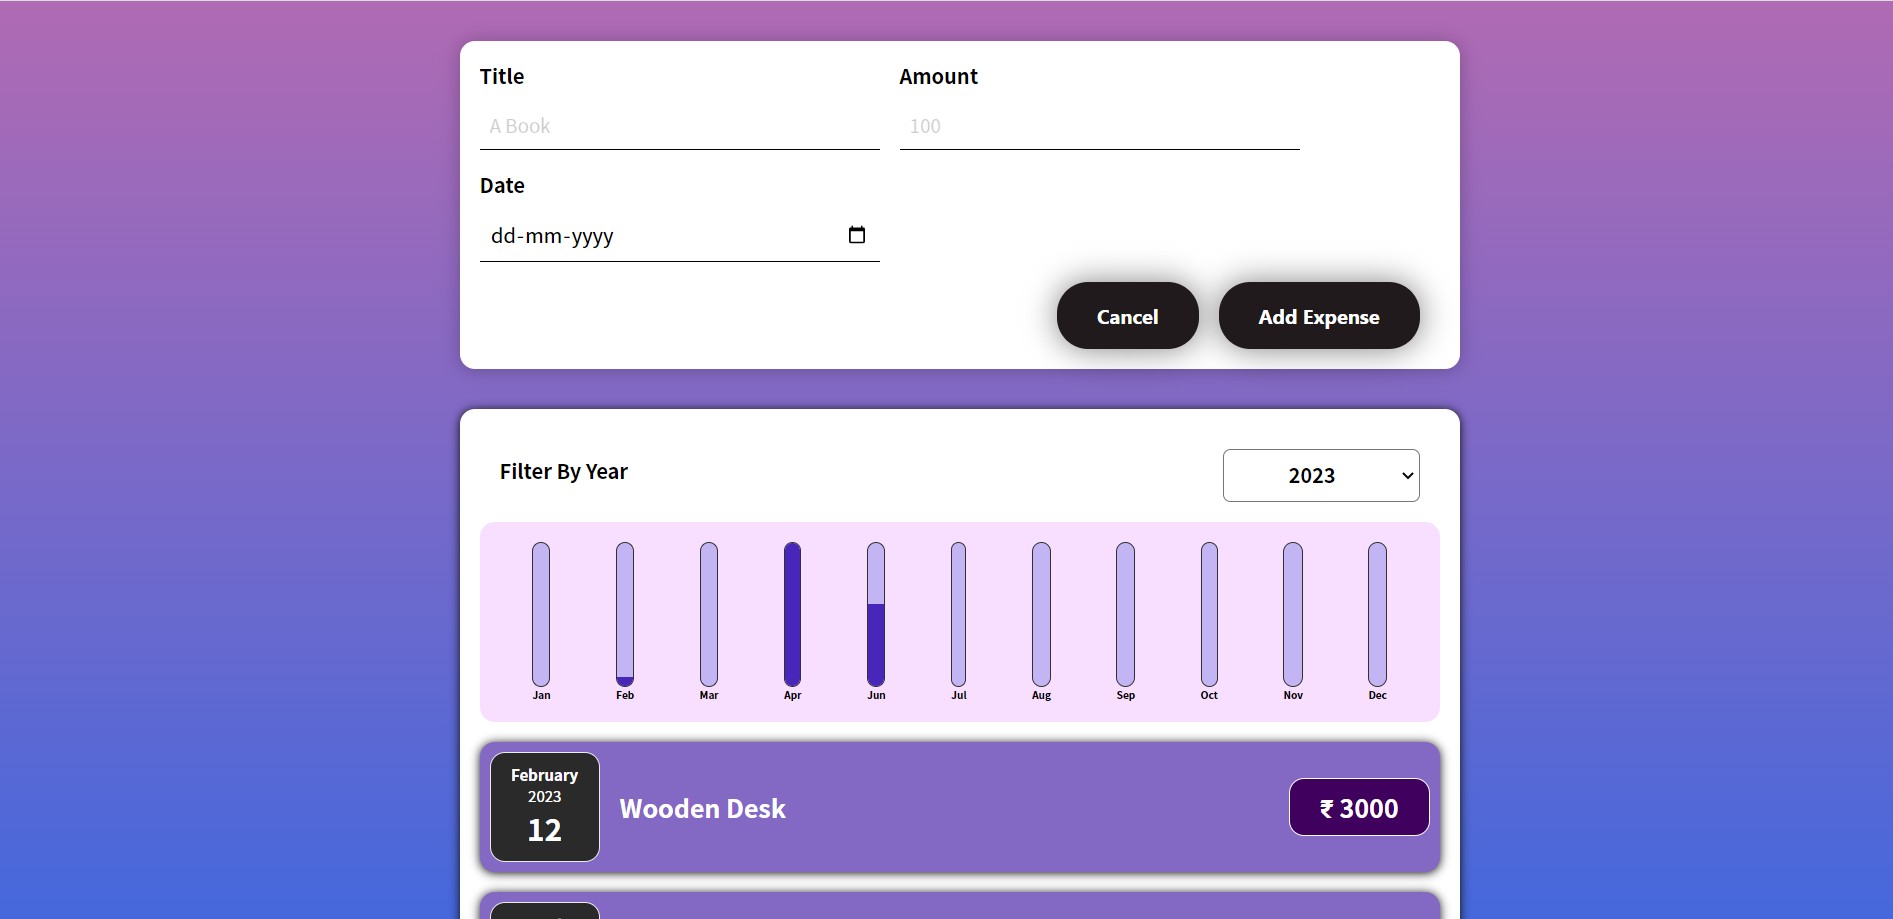 Title Amount
A Book 100
Date
dd-mm-yyyy
Cancel Add Expense
Filter By Year 2023
Jan Feb Mar Apr Jun Jul Aug Sep Oct Nov Dec
February
2023
12
Wooden Desk
₹ 3000